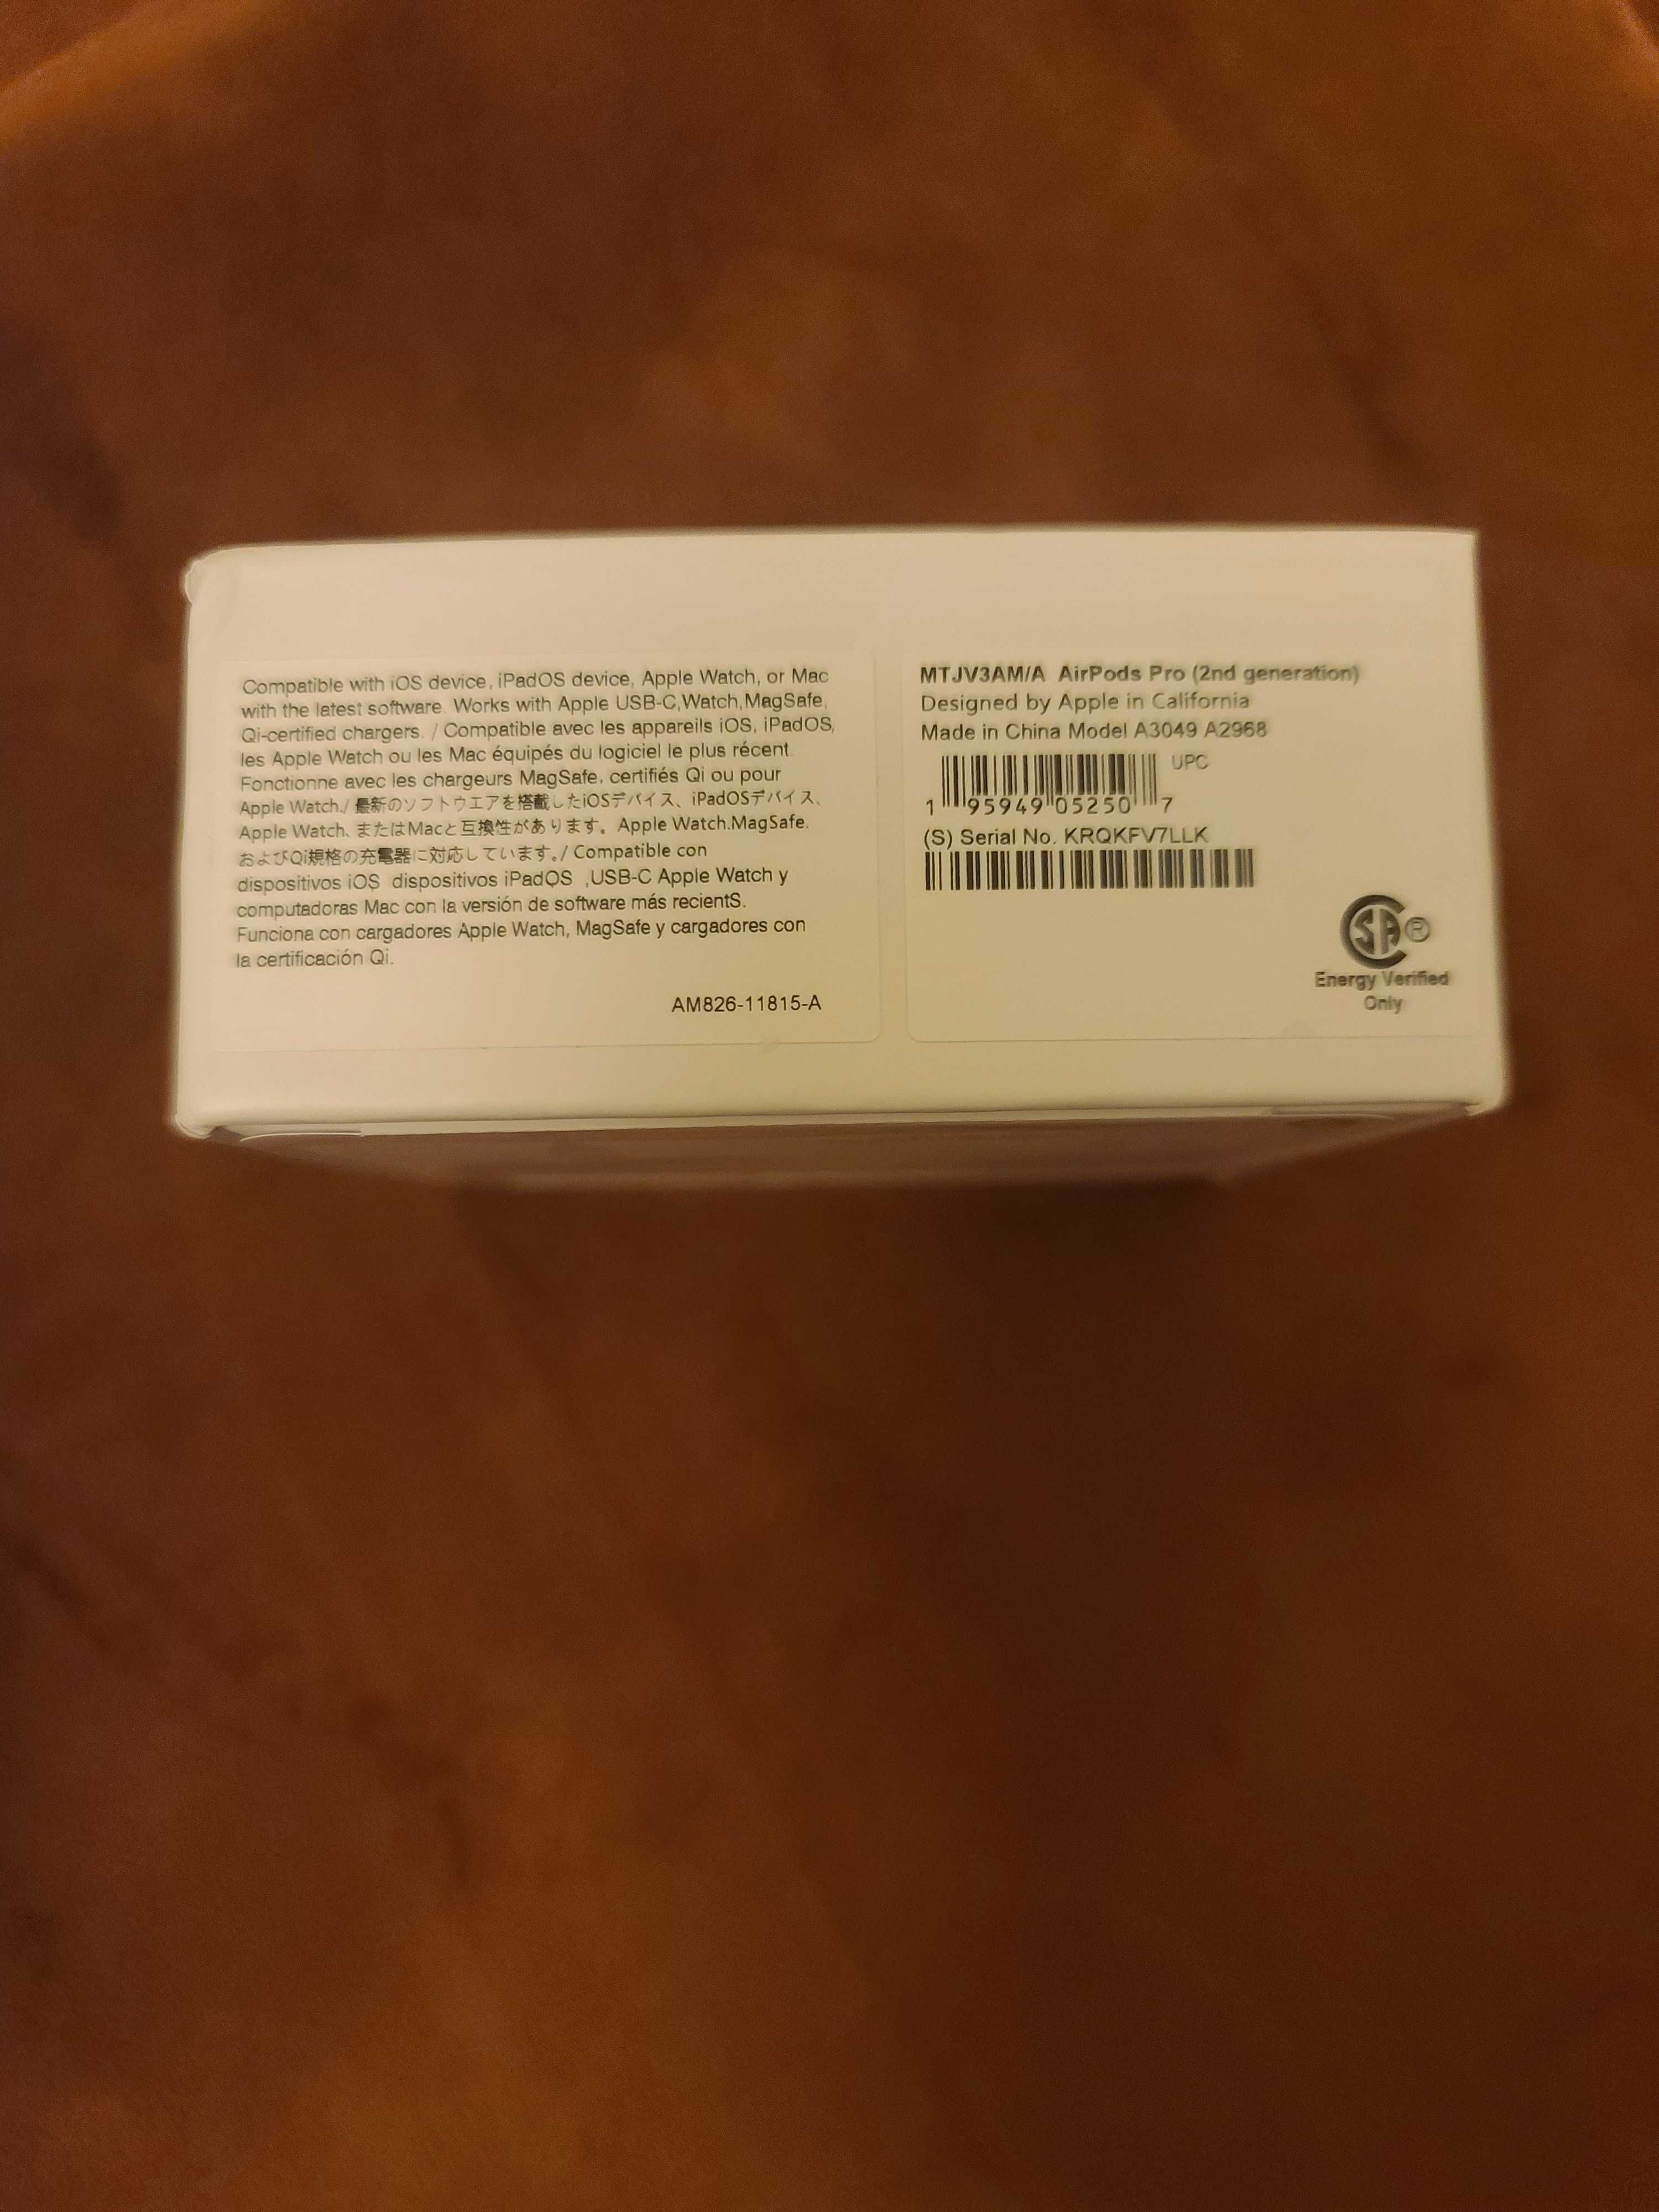 Compatible with iOS device, iPadOS device, Apple Watch, or Mac
with the latest software. Works with Apple USB-C,Watch,MagSafe,
Qi-certified chargers. / Compatible avec les appareils iOS, iPadOS,
les Apple Watch ou les Mac équipés du logiciel le plus récent.
Fonctionne avec les chargeurs MagSafe, certifiés Qi ou pour
Apple Watch./ 最新のソフトウエアを搭載したiOSデバイス、iPadOSデバイス、
Apple Watch、またはMacと互換性があります。Apple Watch.MagSafe.
およびQi規格の充電器に対応しています。/ Compatible con
dispositivos iOS dispositivos iPadOS ,USB-C Apple Watch y
computadoras Mac con la versión de software más recientS.
Funciona con cargadores Apple Watch, MagSafe y cargadores con
la certificación Qi.
AM826-11815-A
MTJV3AM/A AirPods Pro (2nd generation)
Designed by Apple in California
Made in China Model A3049 A2968
UPC
1 95949 05250 7
(S) Serial No. KRQKFV7LLK
CSA ®
Energy Verified
Only